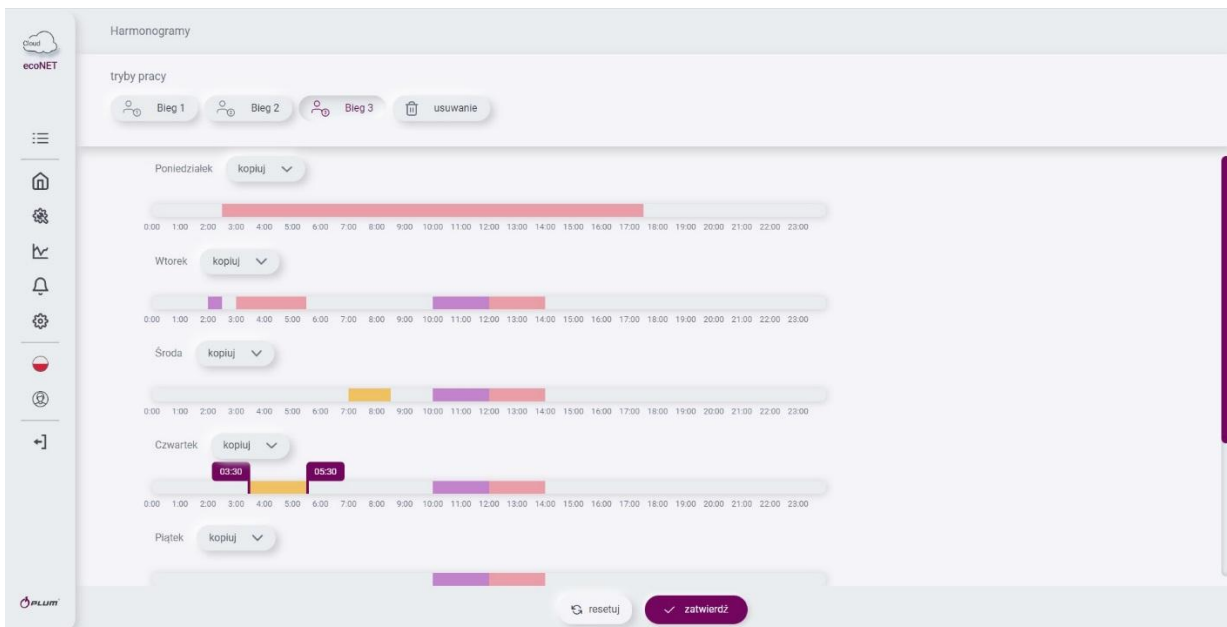 Cloud
ecoNET
Harmonogramy
tryby pracy
Bieg 1 Bieg 2 Bieg 3 usuwanie
Poniedziałek kopiuj
0:00 1:00 2:00 3:00 4:00 5:00 6:00 7:00 8:00 9:00 10:00 11:00 12:00 13:00 14:00 15:00 16:00 17:00 18:00 19:00 20:00 21:00 22:00 23:00
Wtorek kopiuj
0:00 1:00 2:00 3:00 4:00 5:00 6:00 7:00 8:00 9:00 10:00 11:00 12:00 13:00 14:00 15:00 16:00 17:00 18:00 19:00 20:00 21:00 22:00 23:00
Środa kopiuj
0:00 1:00 2:00 3:00 4:00 5:00 6:00 7:00 8:00 9:00 10:00 11:00 12:00 13:00 14:00 15:00 16:00 17:00 18:00 19:00 20:00 21:00 22:00 23:00
Czwartek kopiuj
03:30 05:30
0:00 1:00 2:00 3:00 4:00 5:00 6:00 7:00 8:00 9:00 10:00 11:00 12:00 13:00 14:00 15:00 16:00 17:00 18:00 19:00 20:00 21:00 22:00 23:00
Piątek kopiuj
PLUM
resetuj zatwierdź